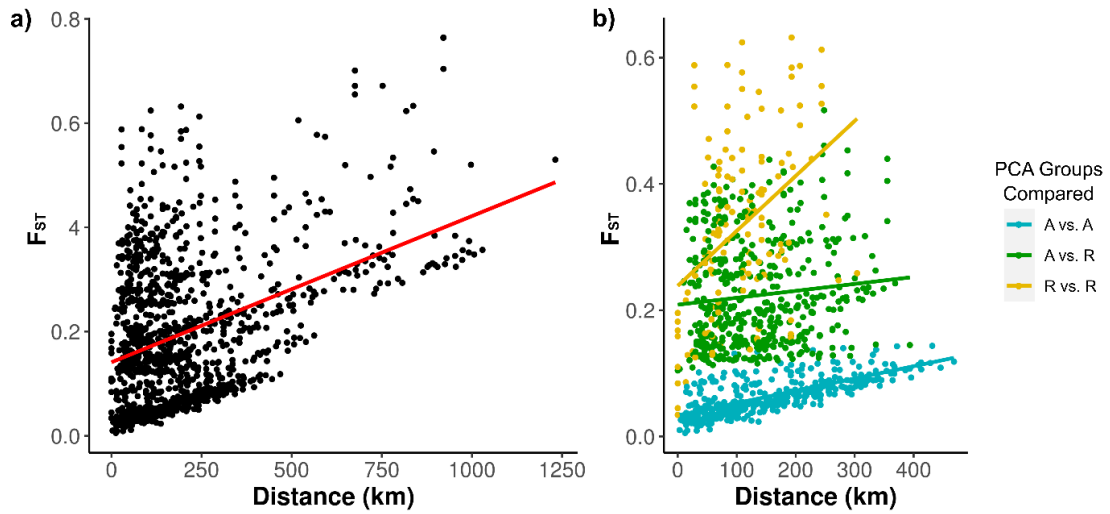 a)
0.8
0.6
0.4
0.2
0.0
FST
0
250
500
750
1000
1250
Distance (km)
b)
0.6
0.4
0.2
0.0
FST
0
100
200
300
400
Distance (km)
PCA Groups
Compared
A vs. A
A vs. R
R vs. R